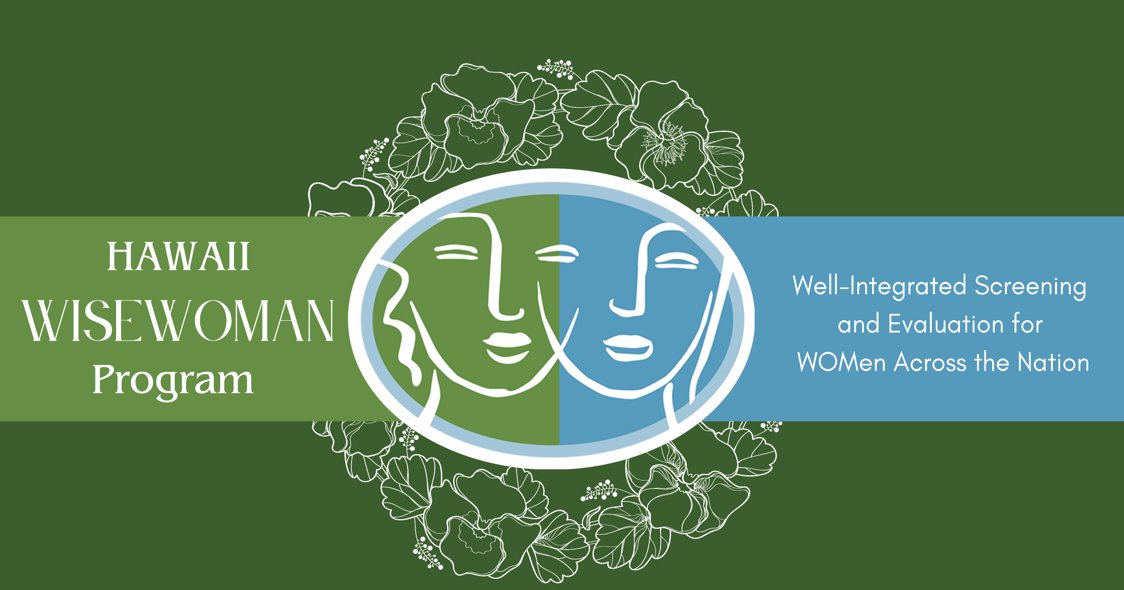 HAWAII
WISEWOMAN
Program
Well-Integrated Screening
and Evaluation for
WOMen Across the Nation